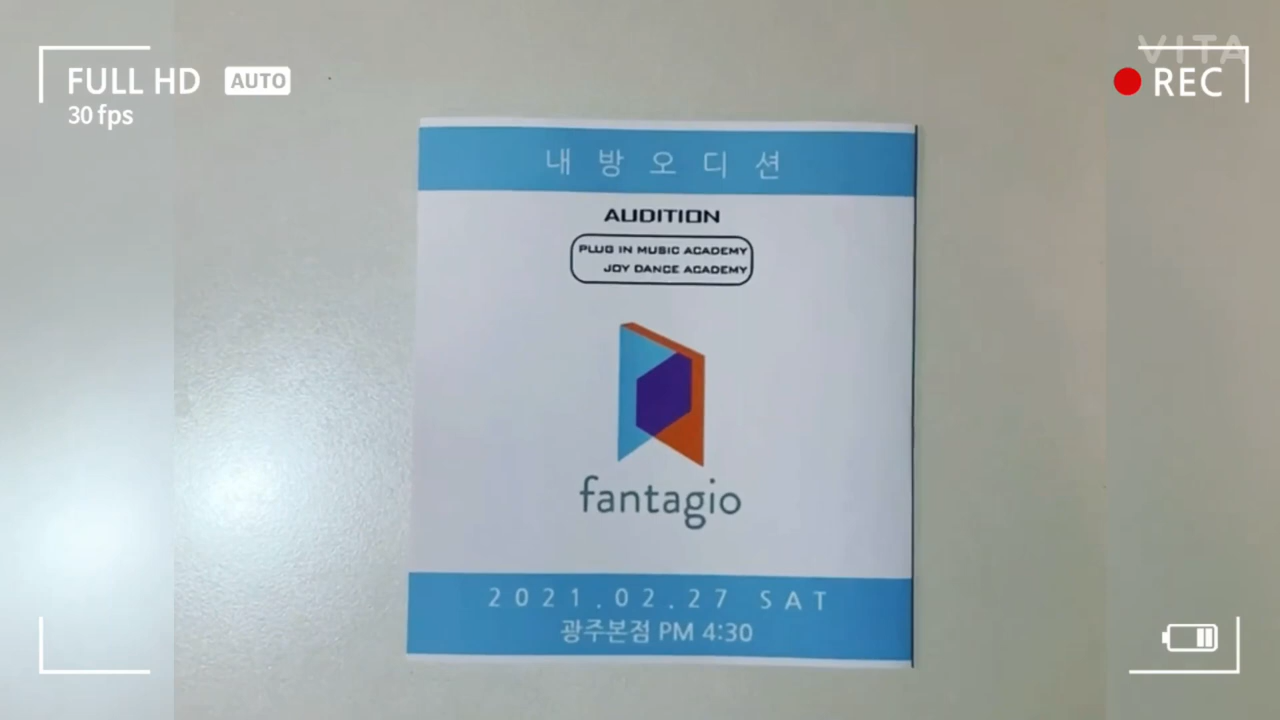 VITA
FULL HD AUTO
REC
30 fps
내방오디션
AUDITION
PLUG IN MUSIC ACADEMY
JOY DANCE ACADEMY
fantagio
2021.02.27 SAT
광주본점 PM 4:30